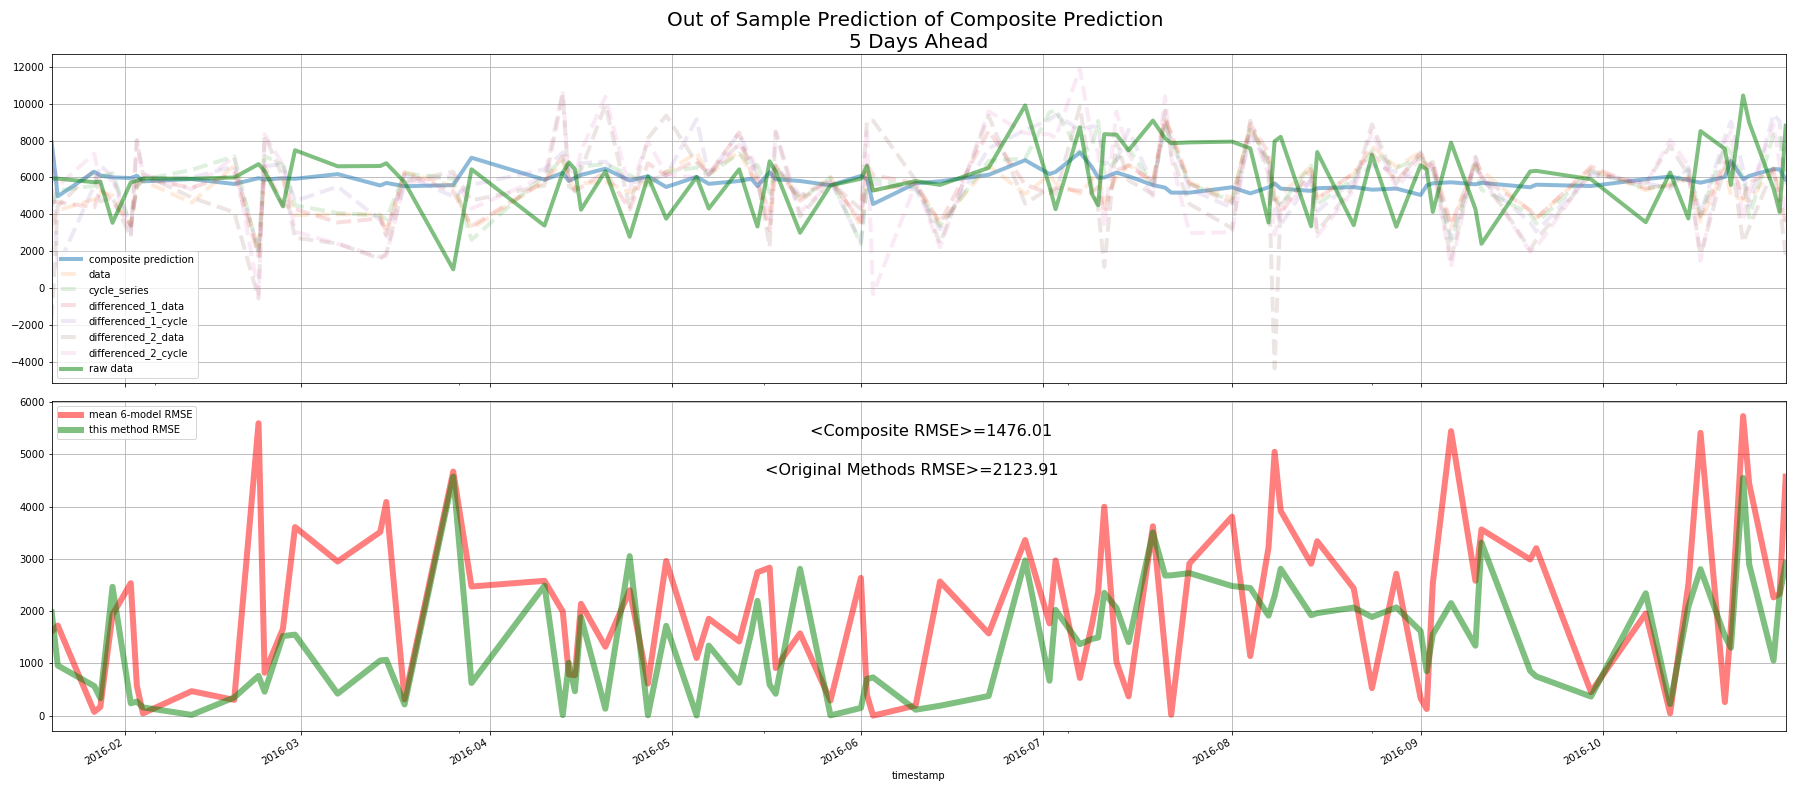 Out of Sample Prediction of Composite Prediction
5 Days Ahead
12000
10000
8000
6000
4000
2000
0
−2000
−4000
composite prediction
data
cycle_series
differenced_1_data
differenced_1_cycle
differenced_2_data
differenced_2_cycle
raw data
6000
5000
4000
3000
2000
1000
0
mean 6-model RMSE
this method RMSE
<Composite RMSE>=1476.01
<Original Methods RMSE>=2123.91
2016-02
2016-03
2016-04
2016-05
2016-06
2016-07
2016-08
2016-09
2016-10
timestamp